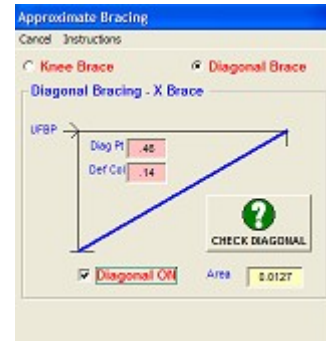 Approximate Bracing
Cancel Instructions
Knee Brace Diagonal Brace
Diagonal Bracing - X Brace
UFBP
Diag Pt .46
Def Col .14
CHECK DIAGONAL
Diagonal ON Area 0.0127